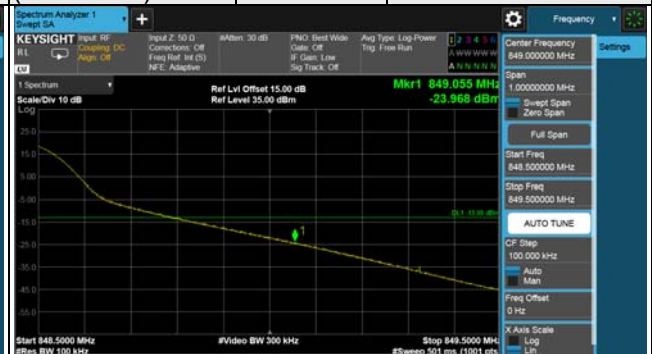 Spectrum Analyzer 1
Swept SA
+
Frequency
KEYSIGHT
RL
Input: RF
Coupling: DC
Align: Off
Input Z: 50 Ω
Corrections: Off
Freq Ref: Int (S)
NFE: Adaptive
#Atten: 30 dB
PNO: Best Wide
Gate: Off
IF Gain: Low
Sig Track: Off
Avg Type: Log-Power
Trig: Free Run
1 2 3 4 5 6
A W W W W W
A N N N N N
Settings
Center Frequency
849.000000 MHz
Span
1.00000000 MHz
Swept Span
Zero Span
Full Span
Start Freq
848.500000 MHz
Stop Freq
849.500000 MHz
AUTO TUNE
CF Step
100.000 kHz
Auto
Man
Freq Offset
0 Hz
X Axis Scale
Log
Lin
1 Spectrum
Scale/Div 10 dB
Log
Ref Lvl Offset 15.00 dB
Ref Level 35.00 dBm
Mkr1 849.055 MHz
-23.968 dBm
25.0
15.0
5.00
-5.00
-15.0
DL1 -13.00 dBm
1
-25.0
-35.0
-45.0
-55.0
Start 848.5000 MHz
#Res BW 100 kHz
#Video BW 300 kHz
Stop 849.5000 MHz
#Sweep 501 ms (1001 pts